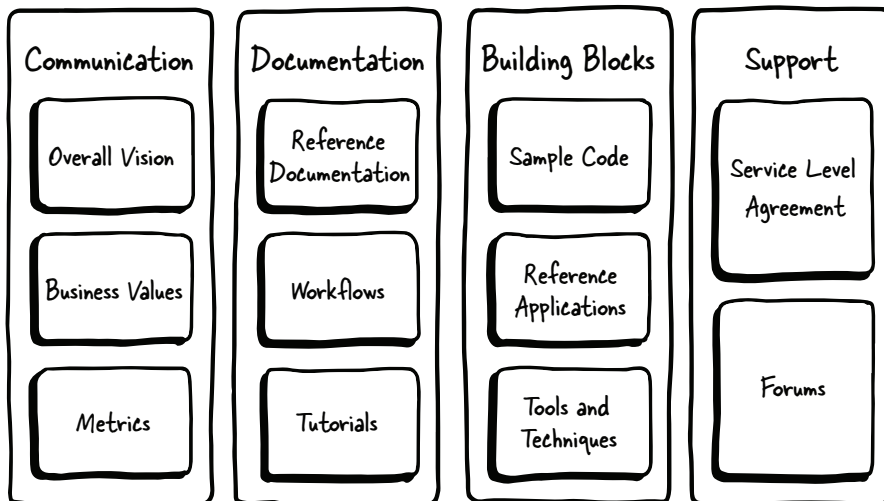 Communication
Overall Vision
Business Values
Metrics
Documentation
Reference
Documentation
Workflows
Tutorials
Building Blocks
Sample Code
Reference
Applications
Tools and
Techniques
Support
Service Level
Agreement
Forums